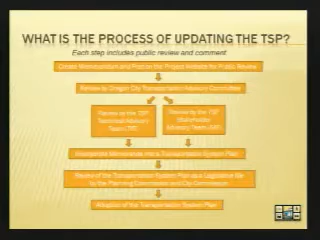 WHAT IS THE PROCESS OF UPDATING THE TSP?
Each step includes public review and comment
Create Memorandum and Post on the Project Website for Public Review
Review by Oregon City Transportation Advisory Committee
Review by the TSP
Technical Advisory
Team (TAT)
Review by the TSP
Stakeholder
Advisory Team (SAT)
Incorporate Memoranda into a Transportation System Plan
Review of the Transportation System Plan as a Legislative file
by the Planning Commission and City Commission
Adoption of the Transportation System Plan